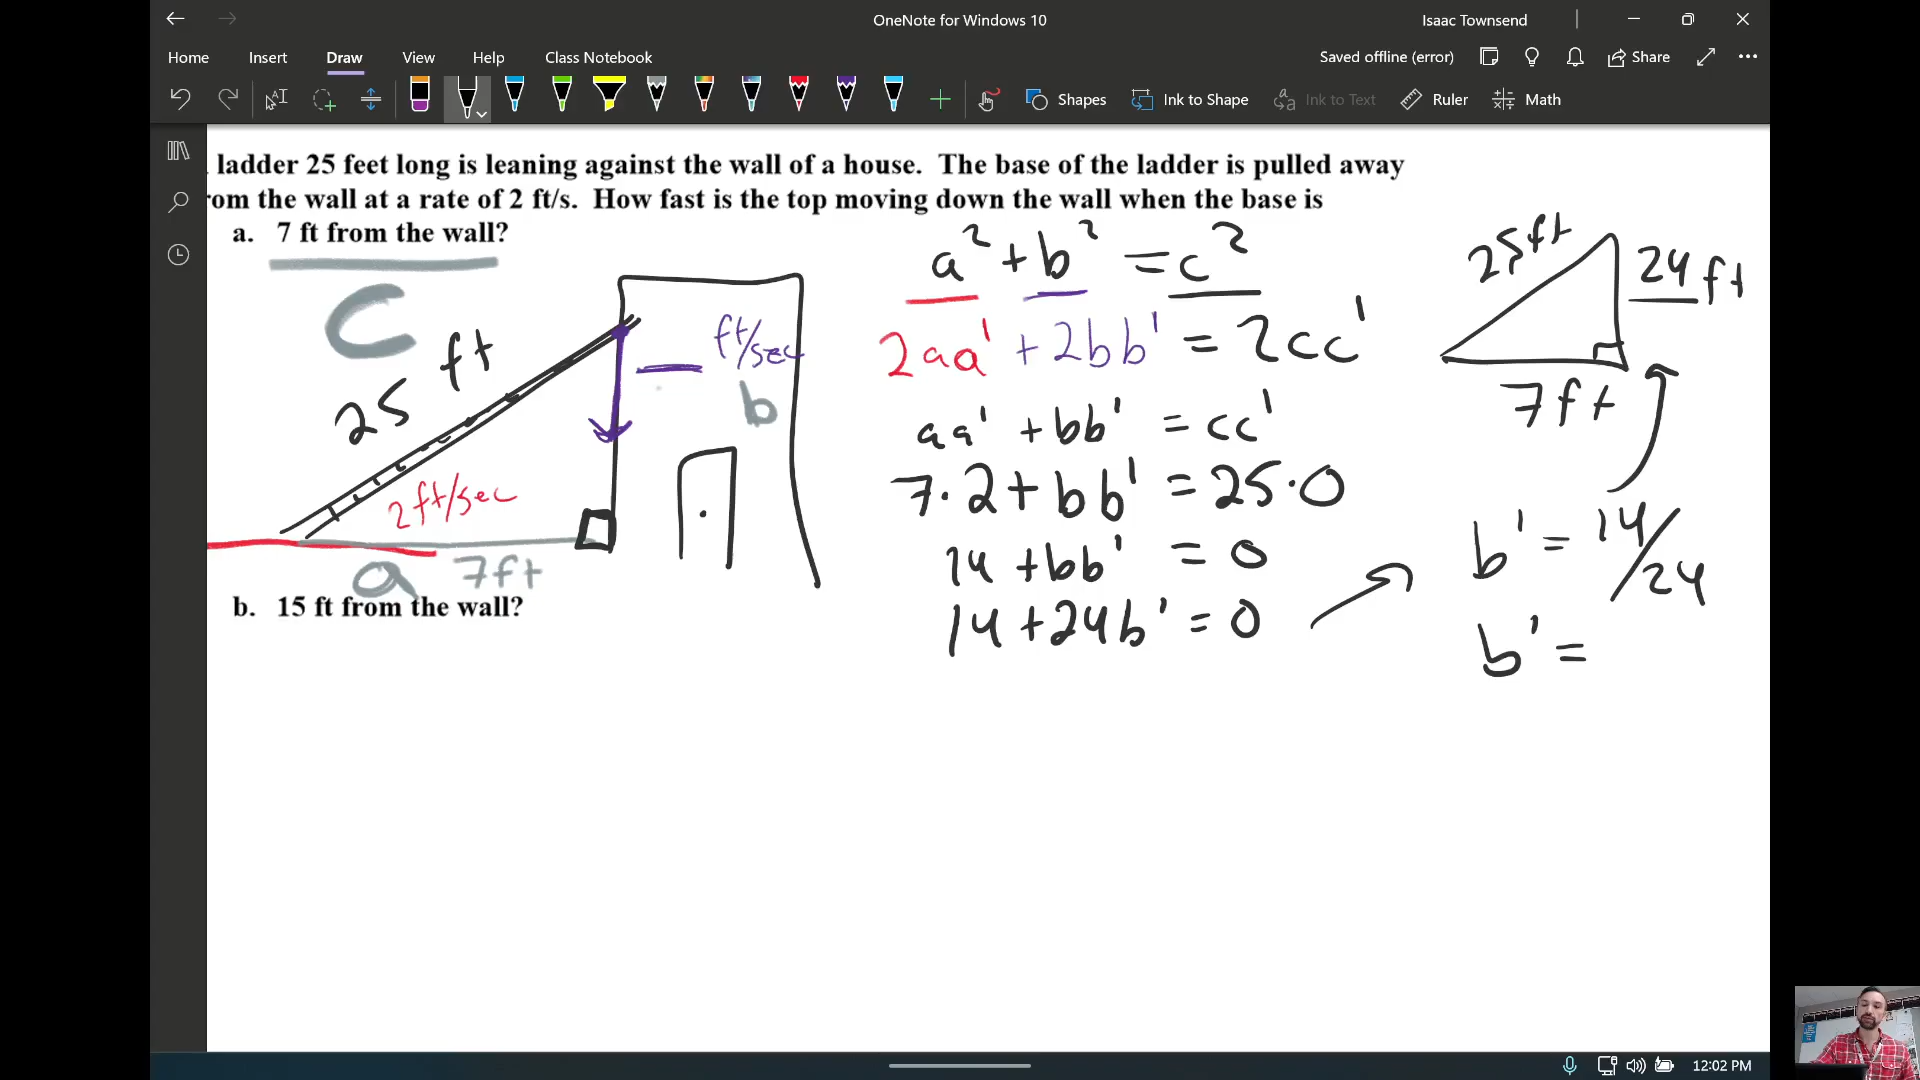 OneNote for Windows 10
Isaac Townsend
Home Insert Draw View Help Class Notebook
Saved offline (error) Share
Shapes Ink to Shape Ink to Text Ruler Math
ladder 25 feet long is leaning against the wall of a house. The base of the ladder is pulled away
rom the wall at a rate of 2 ft/s. How fast is the top moving down the wall when the base is
a. 7 ft from the wall?
C
25 ft
ft/sec
b
2ft/sec
a 7ft
b. 15 ft from the wall?
a² + b² = c²
2aa' + 2bb' = 2cc'
aa' + bb' = cc'
7·2 + bb' = 25·0
14 + bb' = 0
14 + 24b' = 0
25ft
24 ft
7ft
b' = 14/24
b' =
12:02 PM